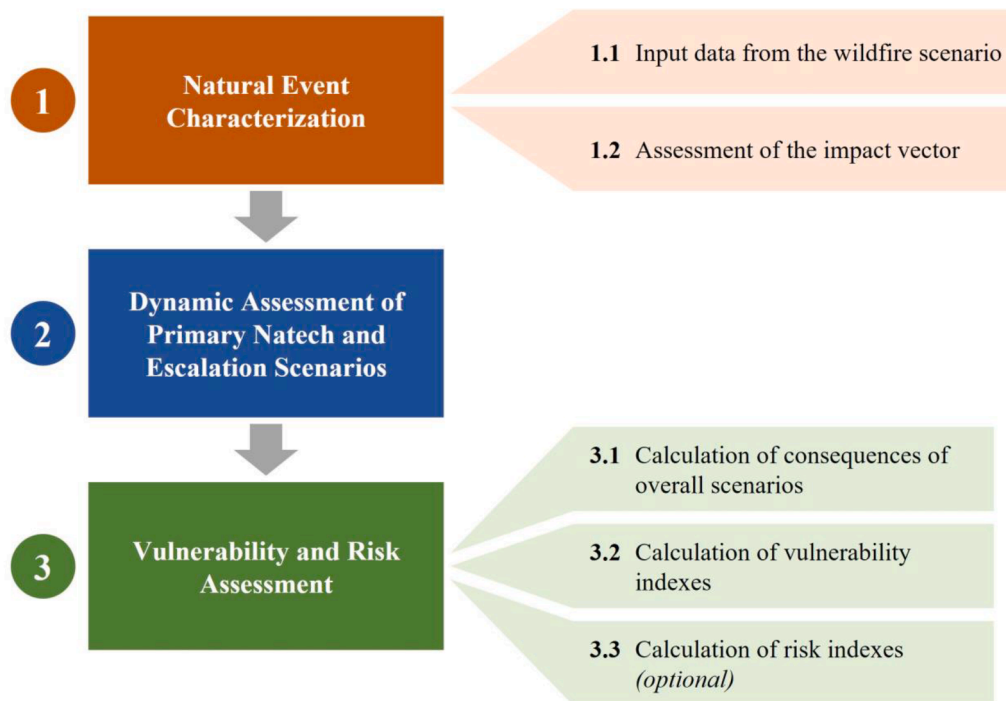 1
Natural Event
Characterization
1.1 Input data from the wildfire scenario
1.2 Assessment of the impact vector
2
Dynamic Assessment of
Primary Natech and
Escalation Scenarios
3
Vulnerability and Risk
Assessment
3.1 Calculation of consequences of
overall scenarios
3.2 Calculation of vulnerability
indexes
3.3 Calculation of risk indexes
(optional)